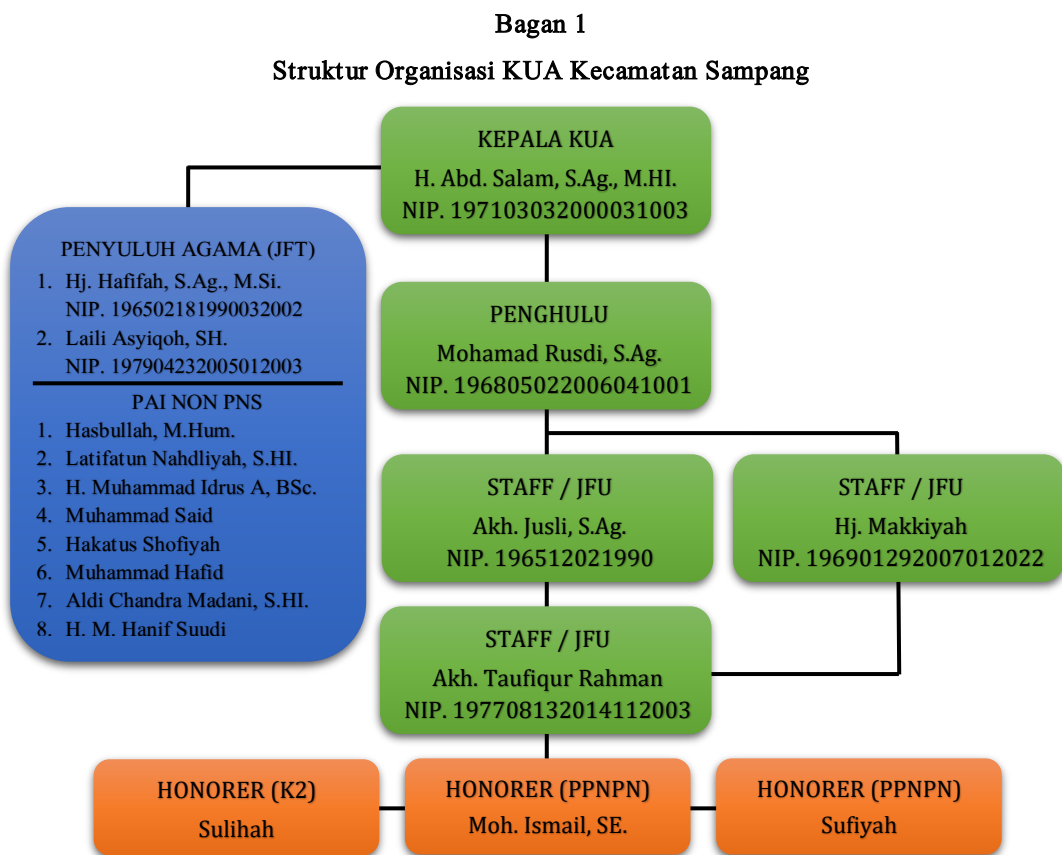 Bagan 1
Struktur Organisasi KUA Kecamatan Sampang
KEPALA KUA
H. Abd. Salam, S.Ag., M.HI.
NIP. 197103032000031003
PENYULUH AGAMA (JFT)
1. Hj. Hafifah, S.Ag., M.Si.
NIP. 196502181990032002
2. Laili Asyiqoh, SH.
NIP. 197904232005012003
PAI NON PNS
1. Hasbullah, M.Hum.
2. Latifatun Nahdliyah, S.HI.
3. H. Muhammad Idrus A, BSc.
4. Muhammad Said
5. Hakatus Shofiyah
6. Muhammad Hafid
7. Aldi Chandra Madani, S.HI.
8. H. M. Hanif Suudi
PENGHULU
Mohamad Rusdi, S.Ag.
NIP. 196805022006041001
STAFF / JFU
Akh. Jusli, S.Ag.
NIP. 196512021990
STAFF / JFU
Hj. Makkiyah
NIP. 196901292007012022
STAFF / JFU
Akh. Taufiqur Rahman
NIP. 197708132014112003
HONORER (K2)
Sulihah
HONORER (PPNPN)
Moh. Ismail, SE.
HONORER (PPNPN)
Sufiyah